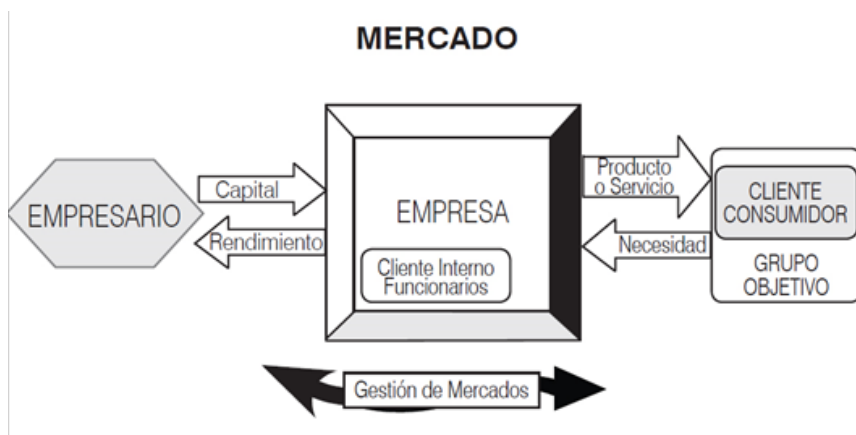 MERCADO
EMPRESARIO
Capital
Rendimiento
EMPRESA
Cliente Interno
Funcionarios
Producto
o Servicio
Necesidad
CLIENTE
CONSUMIDOR
GRUPO
OBJETIVO
Gestión de Mercados